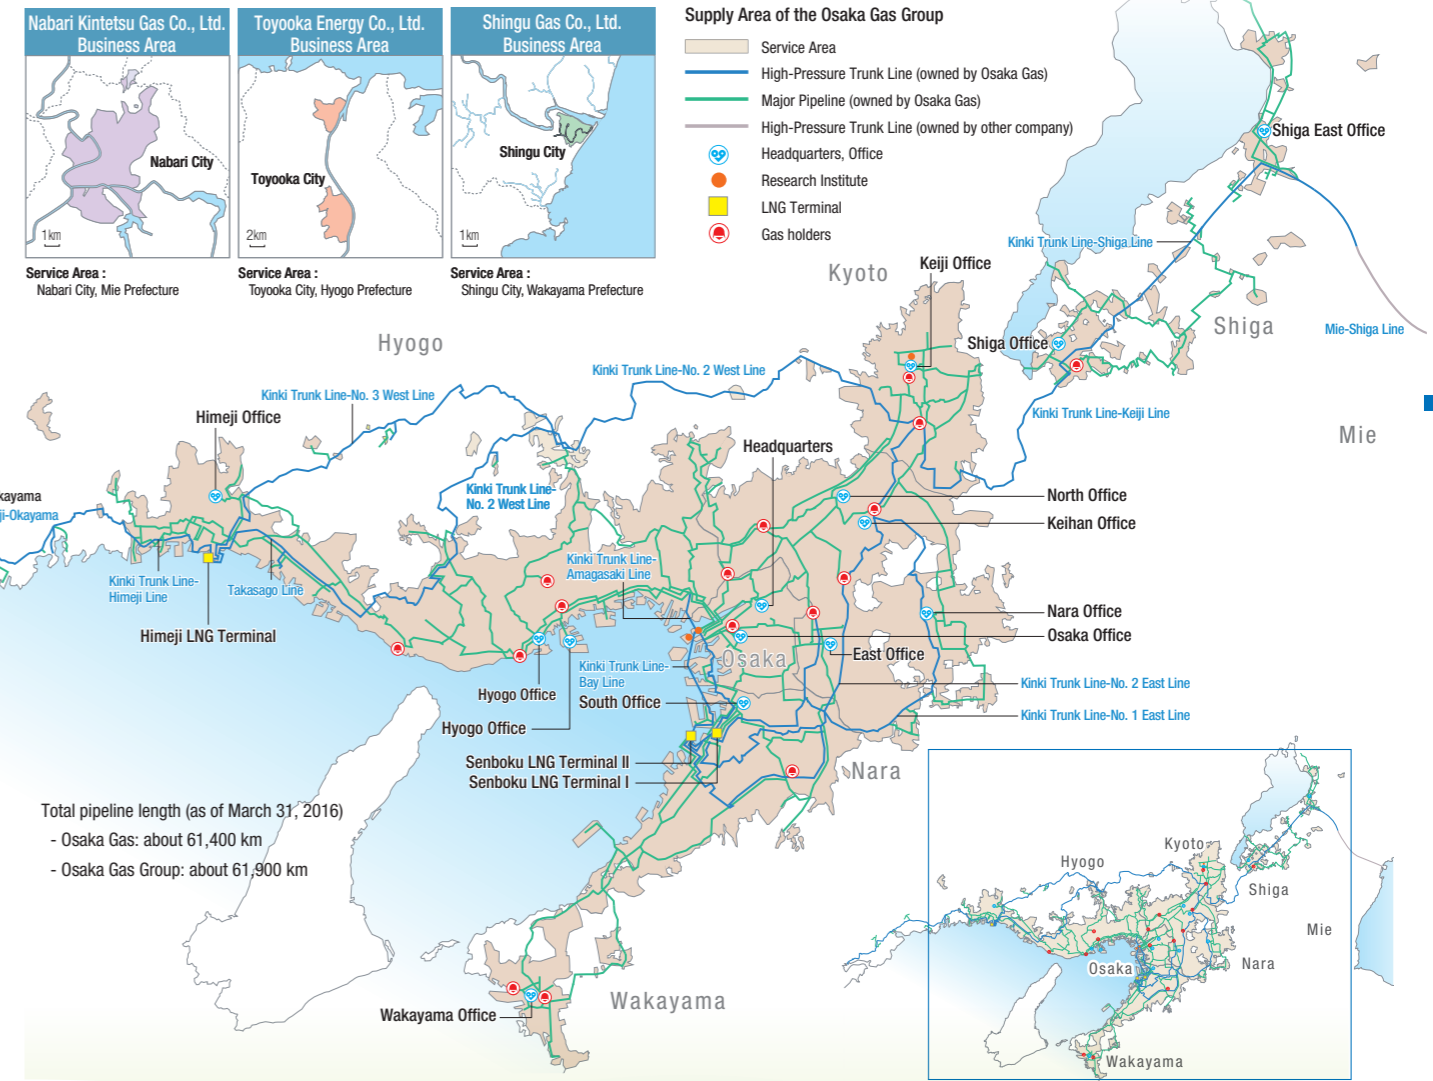 Nabari Kintetsu Gas Co., Ltd.
Business Area
Nabari City
1km
Service Area :
Nabari City, Mie Prefecture
Toyooka Energy Co., Ltd.
Business Area
Toyooka City
2km
Service Area :
Toyooka City, Hyogo Prefecture
Shingu Gas Co., Ltd.
Business Area
Shingu City
1km
Service Area :
Shingu City, Wakayama Prefecture
Supply Area of the Osaka Gas Group
Service Area
High-Pressure Trunk Line (owned by Osaka Gas)
Major Pipeline (owned by Osaka Gas)
High-Pressure Trunk Line (owned by other company)
Headquarters, Office
Research Institute
LNG Terminal
Gas holders
Shiga East Office
Kinki Trunk Line-Shiga Line
Kyoto
Keiji Office
Shiga
Mie-Shiga Line
Shiga Office
Hyogo
Kinki Trunk Line-No. 2 West Line
Kinki Trunk Line-No. 3 West Line
Himeji Office
Kinki Trunk Line-Keiji Line
Mie
Headquarters
kayama
ji-Okayama
Kinki Trunk Line-
No. 2 West Line
North Office
Keihan Office
Kinki Trunk Line-
Amagasaki Line
Kinki Trunk Line-
Himeji Line
Takasago Line
Himeji LNG Terminal
Nara Office
Osaka Office
East Office
Osaka
Kinki Trunk Line-
Bay Line
Kinki Trunk Line-No. 2 East Line
Hyogo Office
South Office
Kinki Trunk Line-No. 1 East Line
Hyogo Office
Senboku LNG Terminal II
Senboku LNG Terminal I
Nara
Total pipeline length (as of March 31, 2016)
- Osaka Gas: about 61,400 km
- Osaka Gas Group: about 61,900 km
Wakayama
Wakayama Office
Kyoto
Hyogo
Shiga
Mie
Osaka
Nara
Wakayama